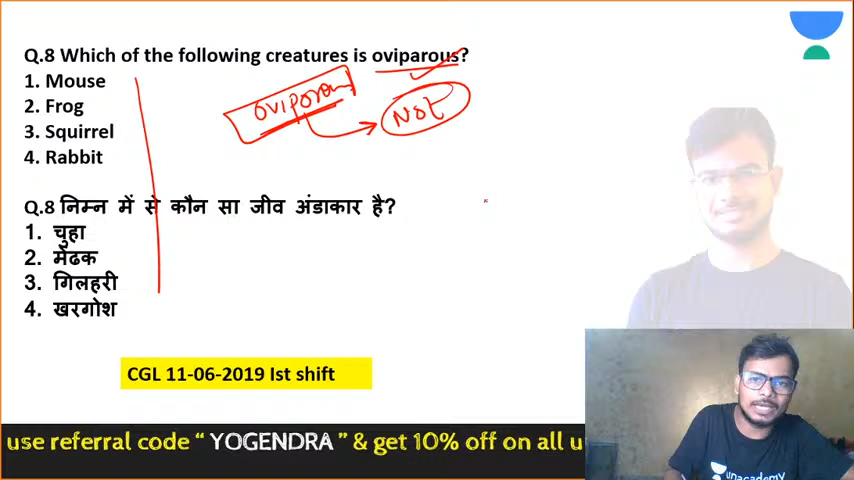 Q.8 Which of the following creatures is oviparous?
1. Mouse
2. Frog
3. Squirrel
4. Rabbit
NOT
Q.8 निम्न में से कौन सा जीव अंडाकार है?
1. चुहा
2. मेंढक
3. गिलहरी
4. खरगोश
CGL 11-06-2019 Ist shift
use referral code “ YOGENDRA ” & get 10% off on all u
unacademy